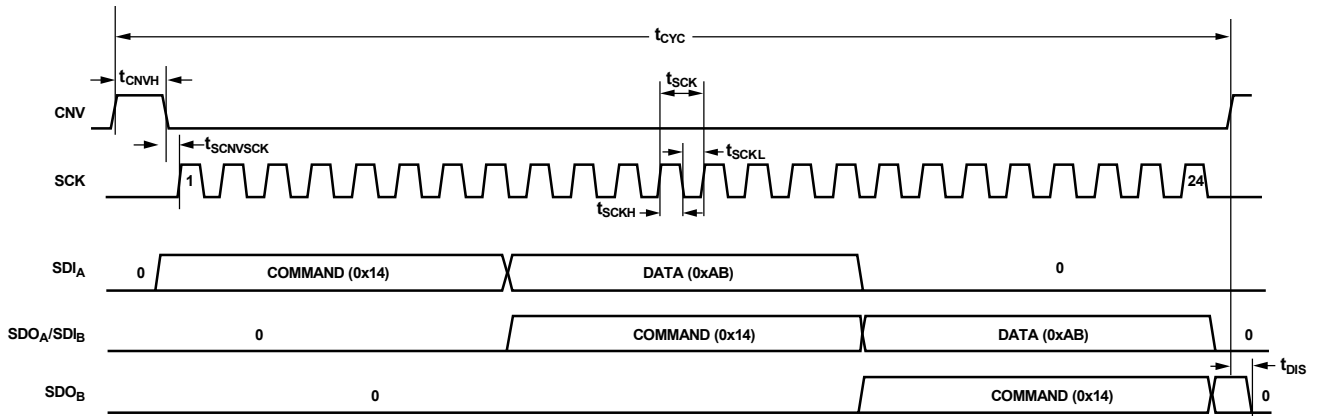 tCYC
tCNVH
tSCK
CNV
tSCNVSCK
tSCKL
SCK
1
24
tSCKH
SDIA
0
COMMAND (0x14)
DATA (0xAB)
0
SDOA/SDIB
0
COMMAND (0x14)
DATA (0xAB)
0
tDIS
SDOB
0
COMMAND (0x14)
0